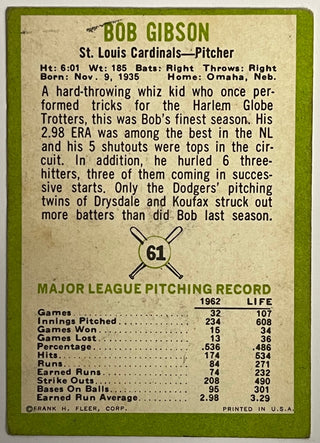 BOB GIBSON
St. Louis Cardinals—Pitcher
Ht: 6:01 Wt: 185 Bats: Right Throws: Right
Born: Nov. 9, 1935 Home: Omaha, Neb.
A hard-throwing whiz kid who once per-
formed tricks for the Harlem Globe
Trotters, this was Bob's finest season. His
2.98 ERA was among the best in the NL
and his 5 shutouts were tops in the cir-
cuit. In addition, he hurled 6 three-
hitters, three of them coming in succes-
sive starts. Only the Dodgers' pitching
twins of Drysdale and Koufax struck out
more batters than did Bob last season.
61
MAJOR LEAGUE PITCHING RECORD
1962 LIFE
Games 32 107
Innings Pitched 234 608
Games Won 15 34
Games Lost 13 36
Percentage .536 .486
Hits 174 534
Runs 84 271
Earned Runs 74 232
Strike Outs 208 490
Bases On Balls 95 301
Earned Run Average 2.98 3.29
©FRANK H. FLEER, CORP. PRINTED IN U.S.A.